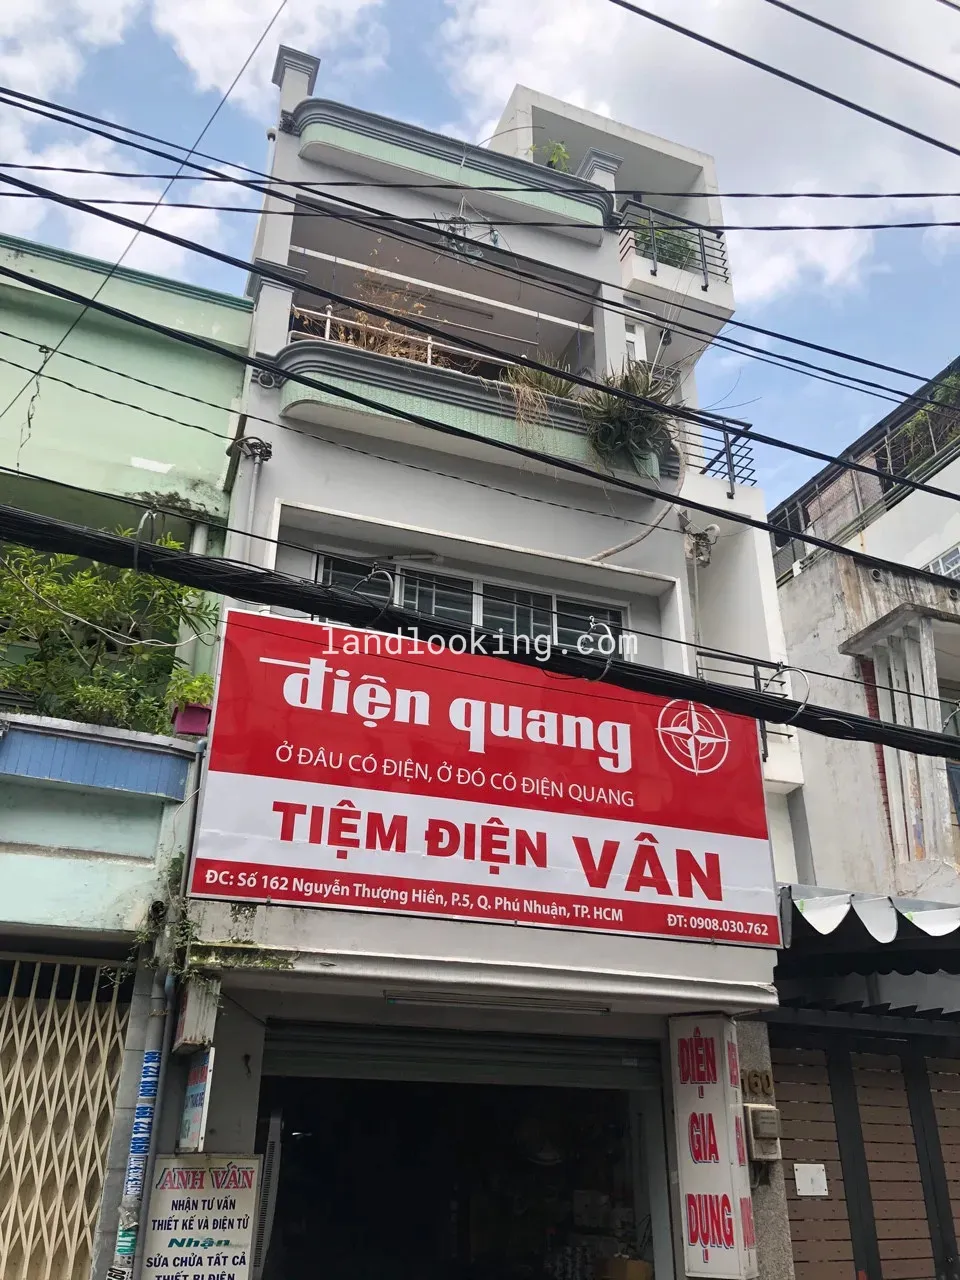 landlooking.com
điện quang
Ở ĐÂU CÓ ĐIỆN, Ở ĐÓ CÓ ĐIỆN QUANG
TIỆM ĐIỆN VÂN
ĐC: Số 162 Nguyễn Thượng Hiền, P.5, Q. Phú Nhuận, TP. HCM
ĐT: 0908.030.762
ĐIỆN
GIA
DỤNG
160
ANH VẤN
NHẬN TƯ VẤN
THIẾT KẾ VÀ ĐIỆN TỬ
Nhận
SỬA CHỮA TẤT CẢ
THIẾT BỊ ĐIỆN